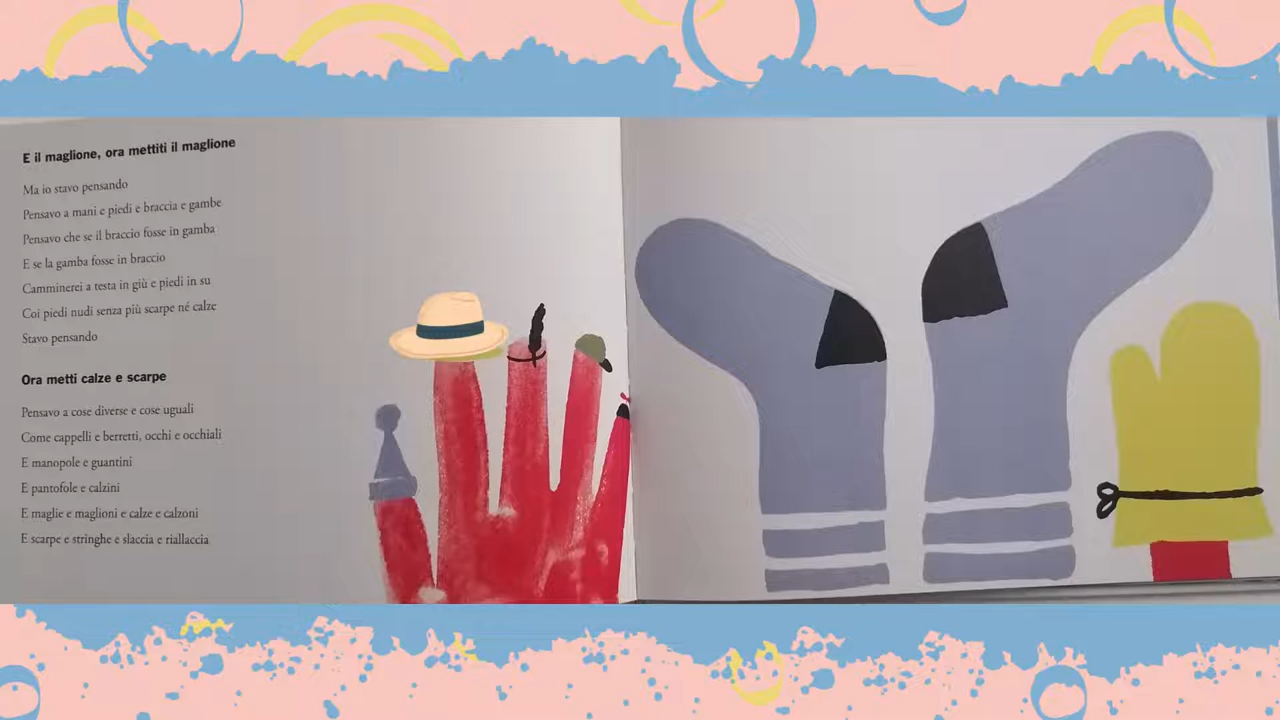 E il maglione, ora mettiti il maglione
Ma io stavo pensando
Pensavo a mani e piedi e braccia e gambe
Pensavo che se il braccio fosse in gamba
E se la gamba fosse in braccio
Camminerei a testa in giù e piedi in su
Coi piedi nudi senza più scarpe né calze
Stavo pensando
Ora metti calze e scarpe
Pensavo a cose diverse e cose uguali
Come cappelli e berretti, occhi e occhiali
E manopole e guantini
E pantofole e calzini
E maglie e maglioni e calze e calzoni
E scarpe e stringhe e slaccia e riallaccia